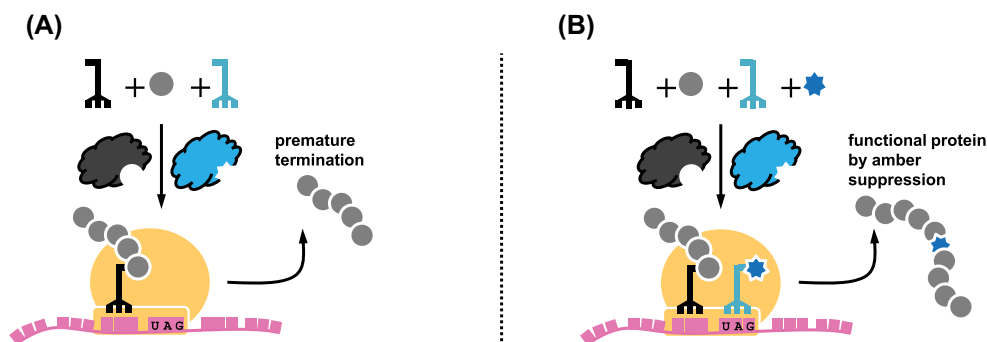 (A)
+ +
premature
termination
UAG
(B)
+ + +
functional protein
by amber
suppression
UAG